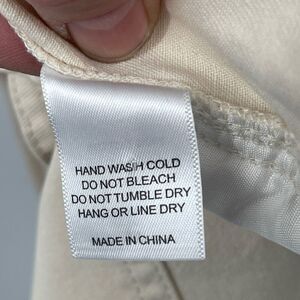 HAND WASH COLD
DO NOT BLEACH
DO NOT TUMBLE DRY
HANG OR LINE DRY
MADE IN CHINA